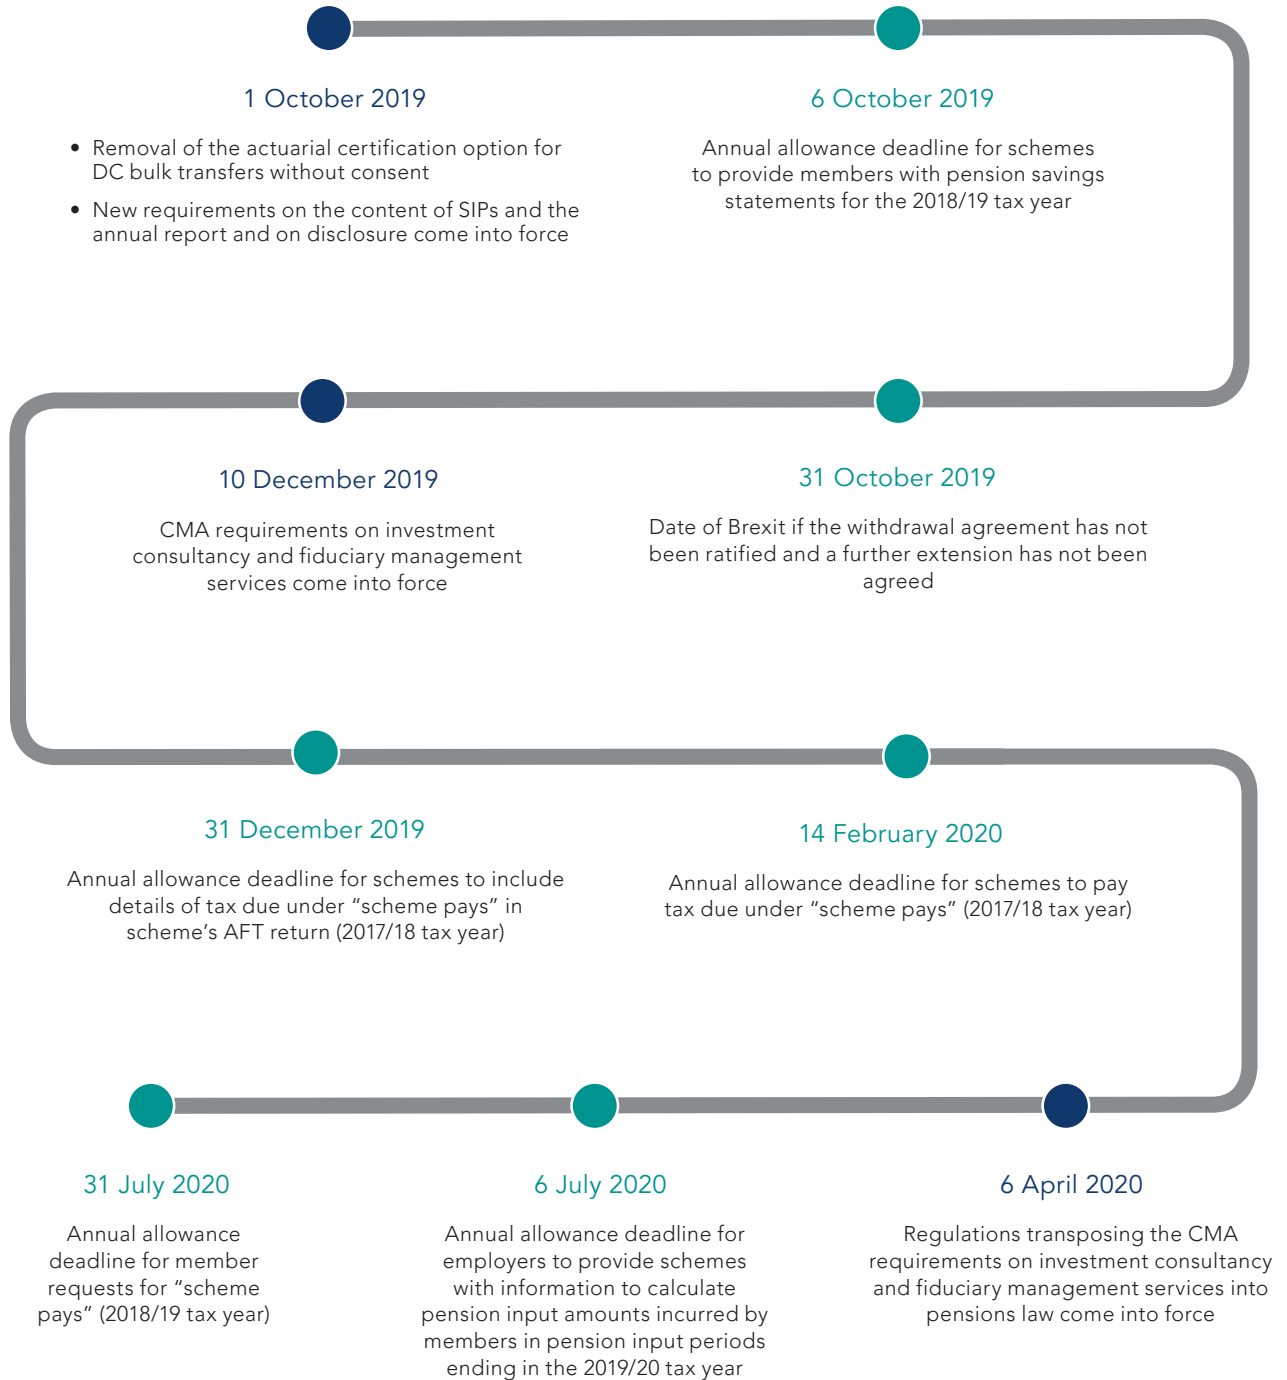 1 October 2019
• Removal of the actuarial certification option for
DC bulk transfers without consent
• New requirements on the content of SIPs and the
annual report and on disclosure come into force
6 October 2019
Annual allowance deadline for schemes
to provide members with pension savings
statements for the 2018/19 tax year
31 October 2019
Date of Brexit if the withdrawal agreement has not
been ratified and a further extension has not been
agreed
10 December 2019
CMA requirements on investment
consultancy and fiduciary management
services come into force
31 December 2019
Annual allowance deadline for schemes to include
details of tax due under “scheme pays” in
scheme’s AFT return (2017/18 tax year)
14 February 2020
Annual allowance deadline for schemes to pay
tax due under “scheme pays” (2017/18 tax year)
6 April 2020
Regulations transposing the CMA
requirements on investment consultancy
and fiduciary management services into
pensions law come into force
6 July 2020
Annual allowance deadline for
employers to provide schemes
with information to calculate
pension input amounts incurred by
members in pension input periods
ending in the 2019/20 tax year
31 July 2020
Annual allowance
deadline for member
requests for “scheme
pays” (2018/19 tax year)